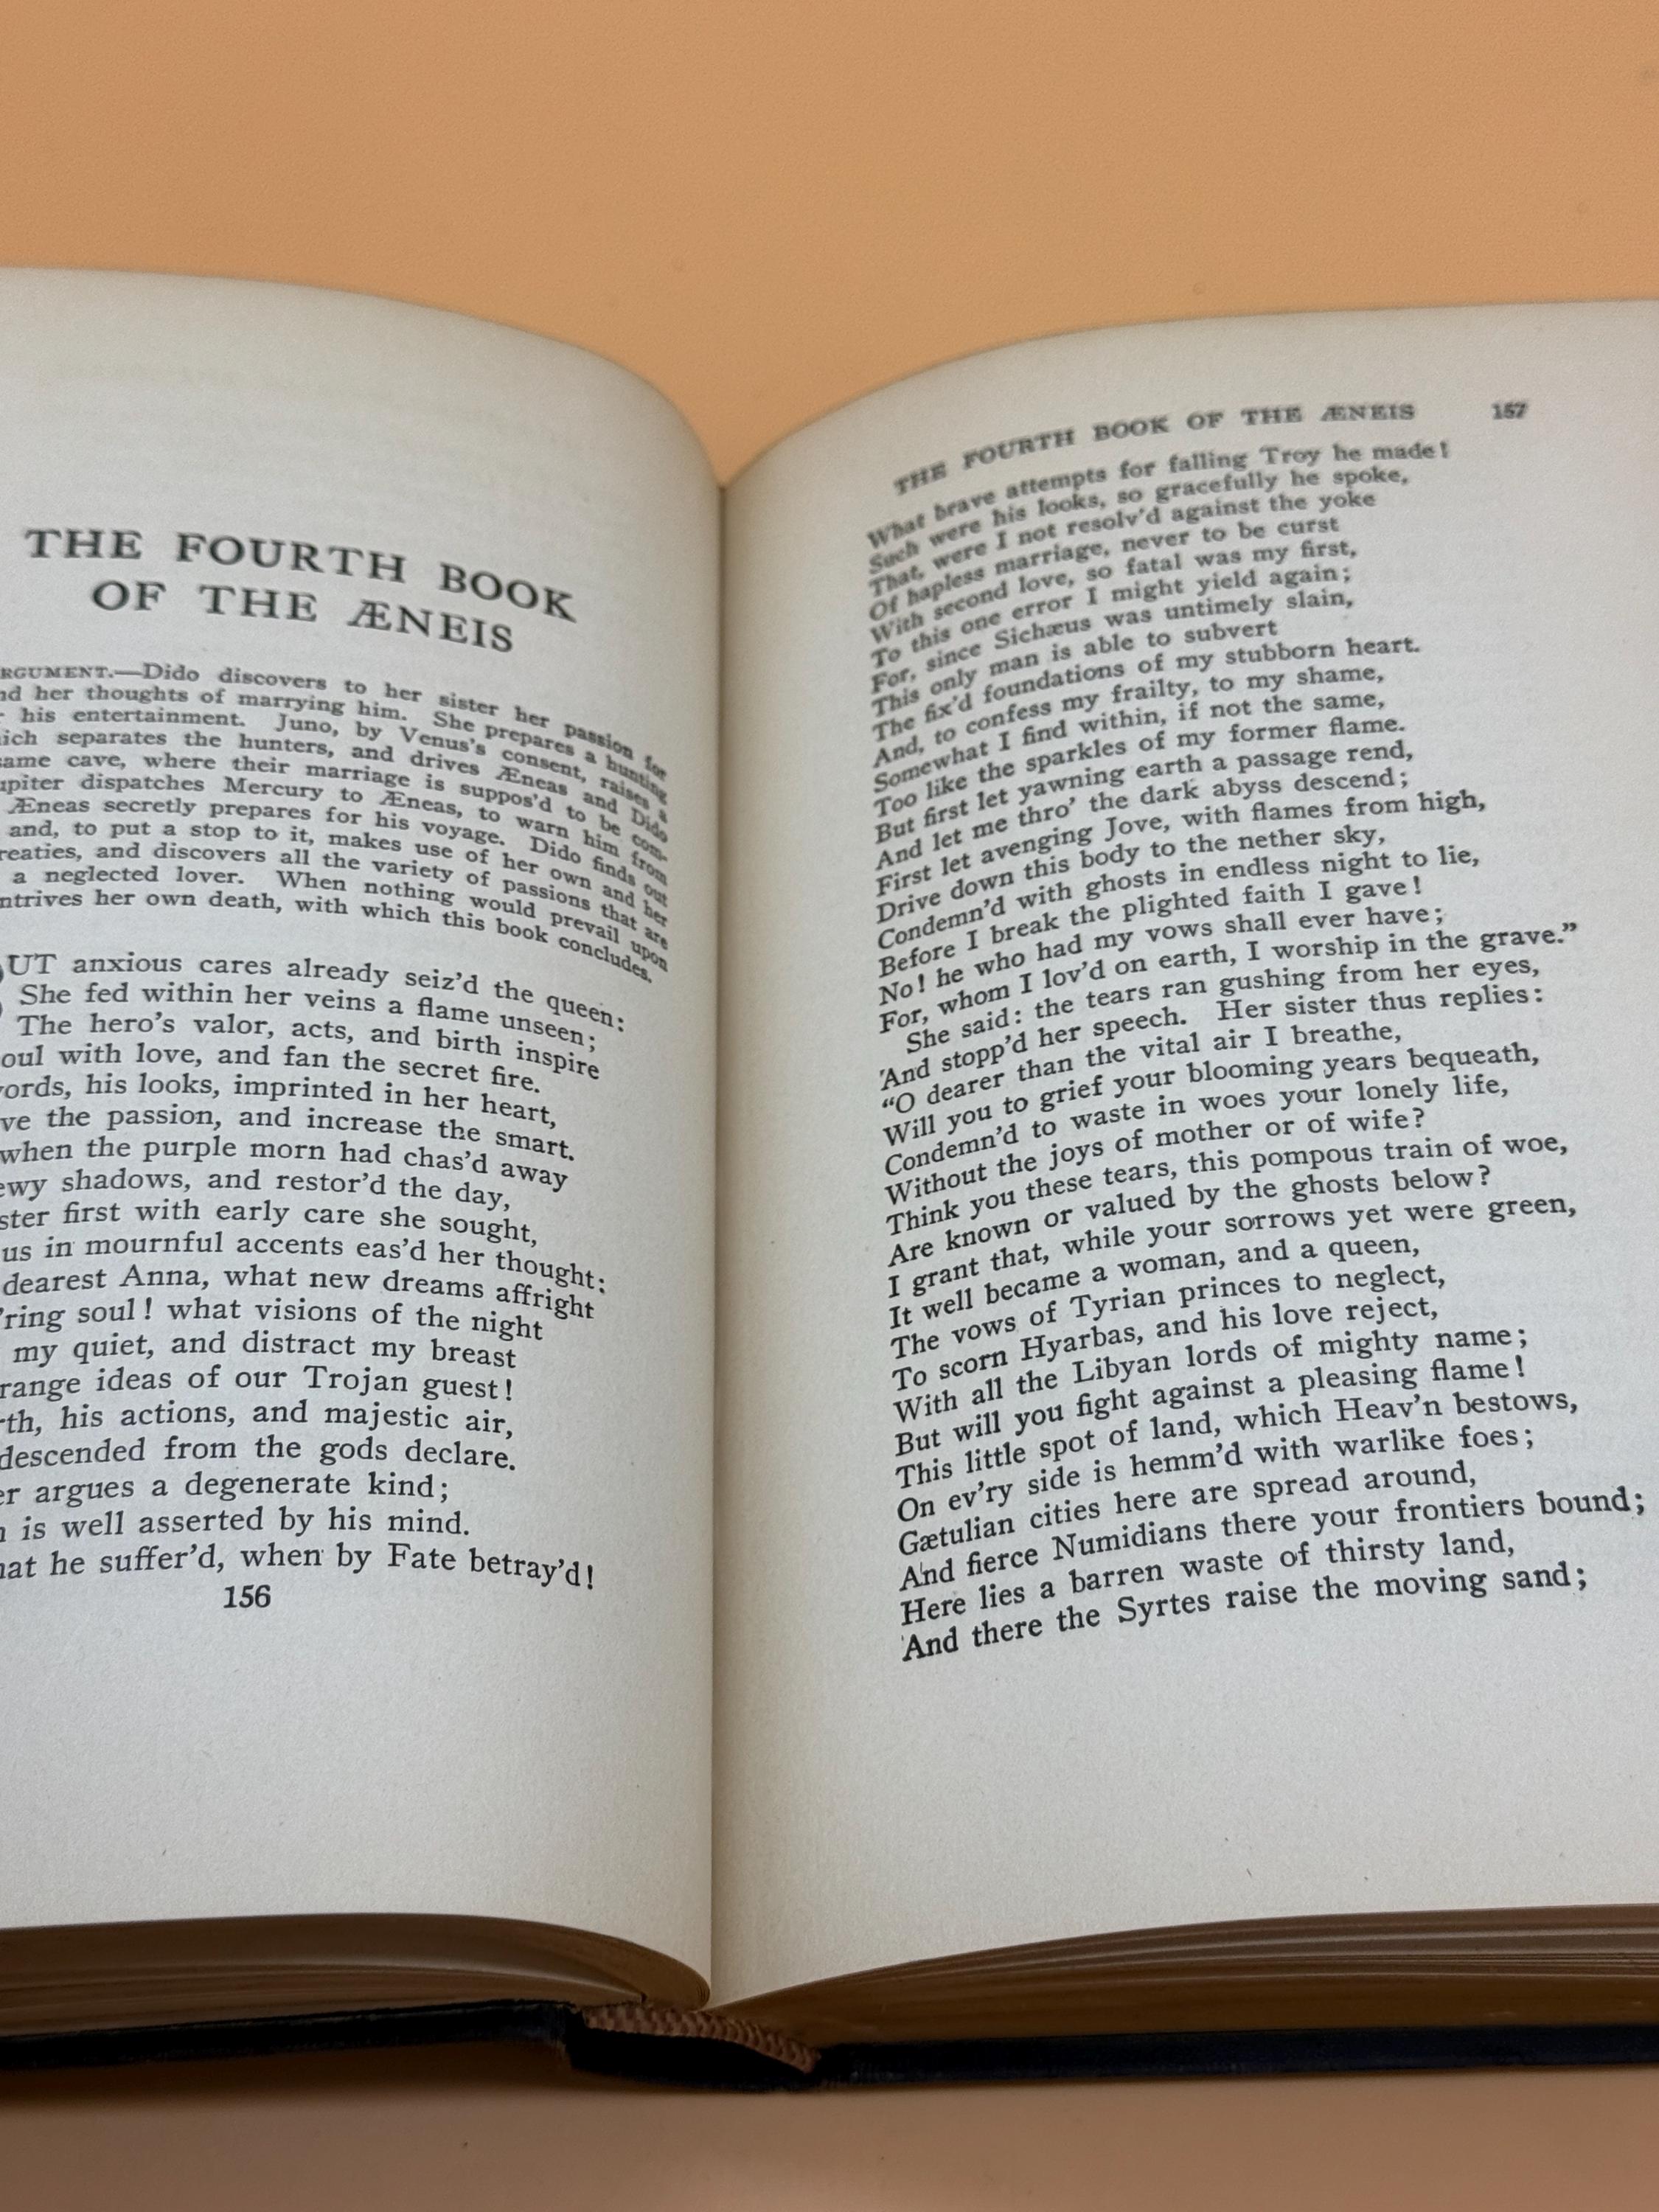 THE FOURTH BOOK
OF THE ÆNEIS
RGUMENT.—Dido discovers to her sister her passion for
nd her thoughts of marrying him. She prepares a hunting
his entertainment. Juno, by Venus's consent, raises a
ich separates the hunters, and drives Æneas and Dido
ame cave, where their marriage is suppos'd to be com-
upiter dispatches Mercury to Æneas, to warn him from
Æneas secretly prepares for his voyage. Dido finds out
and, to put a stop to it, makes use of her own and her
reaties, and discovers all the variety of passions that are
a neglected lover. When nothing would prevail upon
ntrives her own death, with which this book concludes.
UT anxious cares already seiz'd the queen:
She fed within her veins a flame unseen;
The hero's valor, acts, and birth inspire
oul with love, and fan the secret fire.
ords, his looks, imprinted in her heart,
ve the passion, and increase the smart.
when the purple morn had chas'd away
ewy shadows, and restor'd the day,
ster first with early care she sought,
us in mournful accents eas'd her thought:
dearest Anna, what new dreams affright
'ring soul! what visions of the night
my quiet, and distract my breast
range ideas of our Trojan guest!
rth, his actions, and majestic air,
descended from the gods declare.
er argues a degenerate kind;
h is well asserted by his mind.
hat he suffer'd, when by Fate betray'd!
156
THE FOURTH BOOK OF THE ÆNEIS 157
What brave attempts for falling Troy he made!
Such were his looks, so gracefully he spoke,
That, were I not resolv'd against the yoke
Of hapless marriage, never to be curst
With second love, so fatal was my first,
To this one error I might yield again;
For, since Sichæus was untimely slain,
This only man is able to subvert
The fix'd foundations of my stubborn heart.
And, to confess my frailty, to my shame,
Somewhat I find within, if not the same,
Too like the sparkles of my former flame.
But first let yawning earth a passage rend,
And let me thro' the dark abyss descend;
First let avenging Jove, with flames from high,
Drive down this body to the nether sky,
Condemn'd with ghosts in endless night to lie,
Before I break the plighted faith I gave!
No! he who had my vows shall ever have;
For, whom I lov'd on earth, I worship in the grave."
She said: the tears ran gushing from her eyes,
And stopp'd her speech. Her sister thus replies:
"O dearer than the vital air I breathe,
Will you to grief your blooming years bequeath,
Condemn'd to waste in woes your lonely life,
Without the joys of mother or of wife?
Think you these tears, this pompous train of woe,
Are known or valued by the ghosts below?
I grant that, while your sorrows yet were green,
It well became a woman, and a queen,
The vows of Tyrian princes to neglect,
To scorn Hyarbas, and his love reject,
With all the Libyan lords of mighty name;
But will you fight against a pleasing flame!
This little spot of land, which Heav'n bestows,
On ev'ry side is hemm'd with warlike foes;
Gætulian cities here are spread around,
And fierce Numidians there your frontiers bound;
Here lies a barren waste of thirsty land,
And there the Syrtes raise the moving sand;